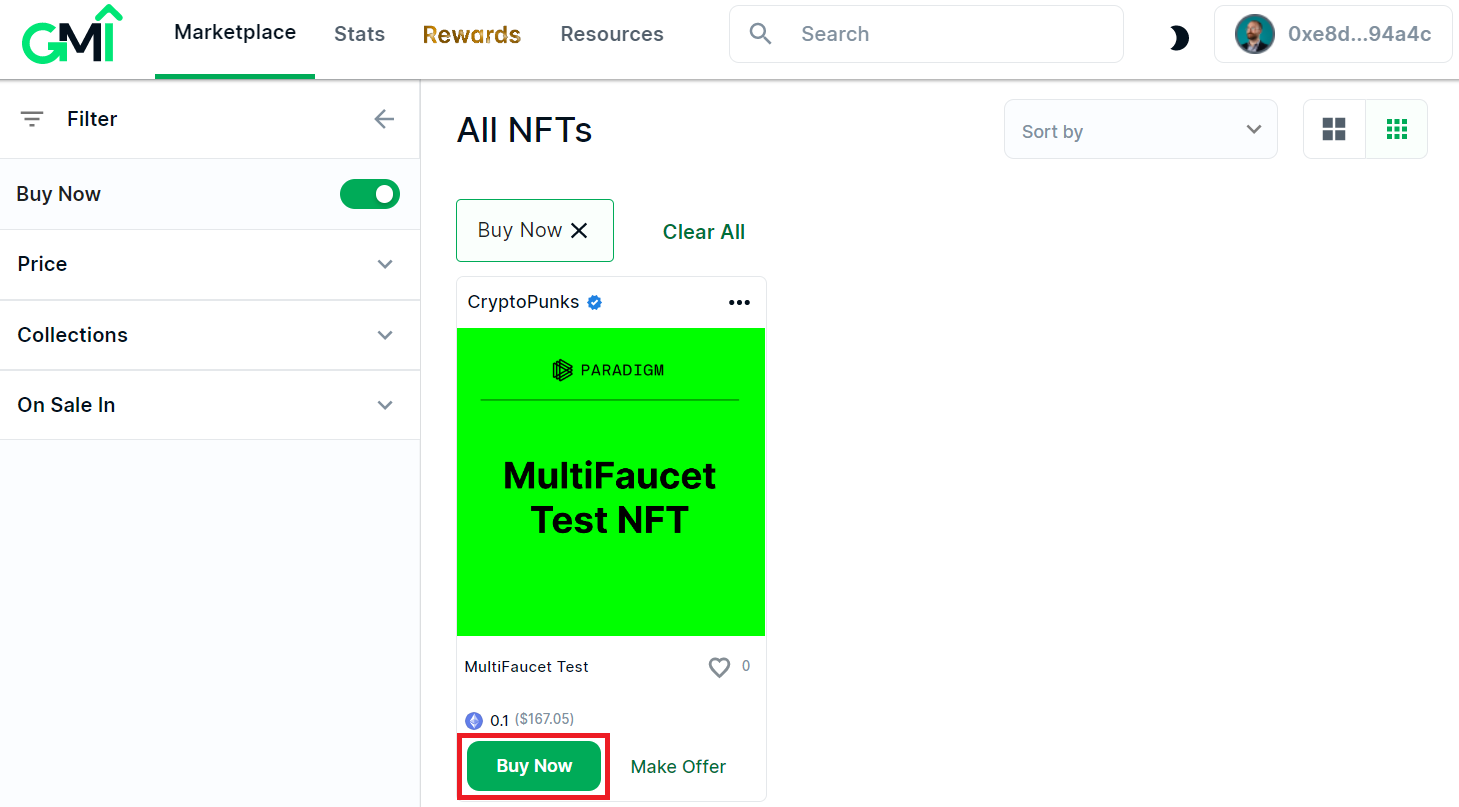 GMI
Marketplace
Stats
Rewards
Resources
Search
0xe8d...94a4c
Filter
Buy Now
Price
Collections
On Sale In
All NFTs
Sort by
Buy Now
Clear All
CryptoPunks
PARADIGM
MultiFaucet
Test NFT
MultiFaucet Test
0
0.1 ($167.05)
Buy Now
Make Offer